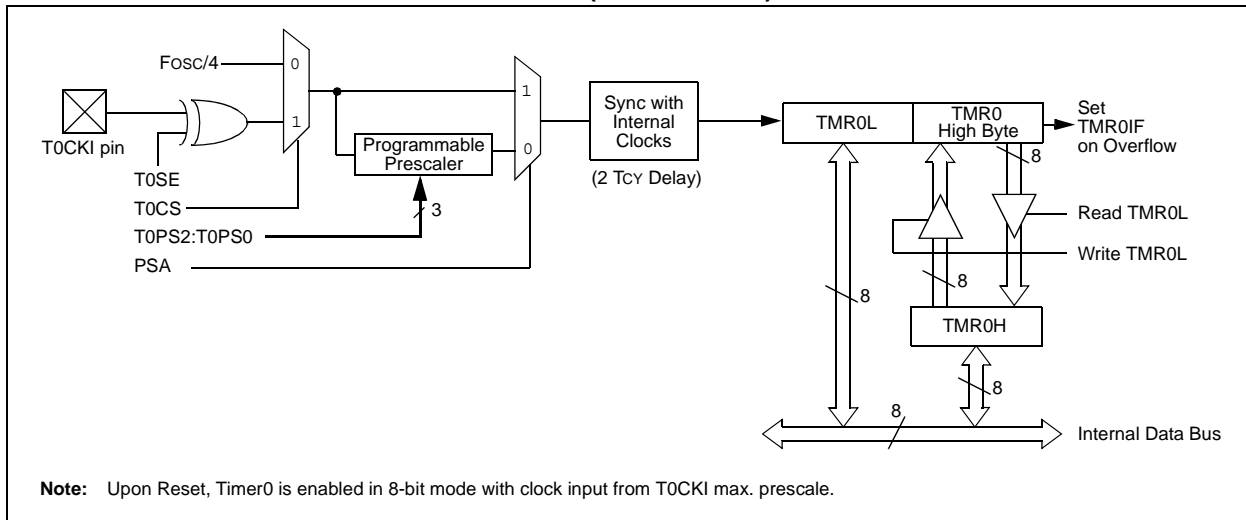 FOSC/4
0
1
T0CKI pin
T0SE
T0CS
T0PS2:T0PS0
PSA
Programmable
Prescaler
3
1
0
Sync with
Internal
Clocks
(2 TCY Delay)
TMR0L
TMR0
High Byte
Set
TMR0IF
on Overflow
8
Read TMR0L
Write TMR0L
8
8
TMR0H
8
8
Internal Data Bus
Note: Upon Reset, Timer0 is enabled in 8-bit mode with clock input from T0CKI max. prescale.